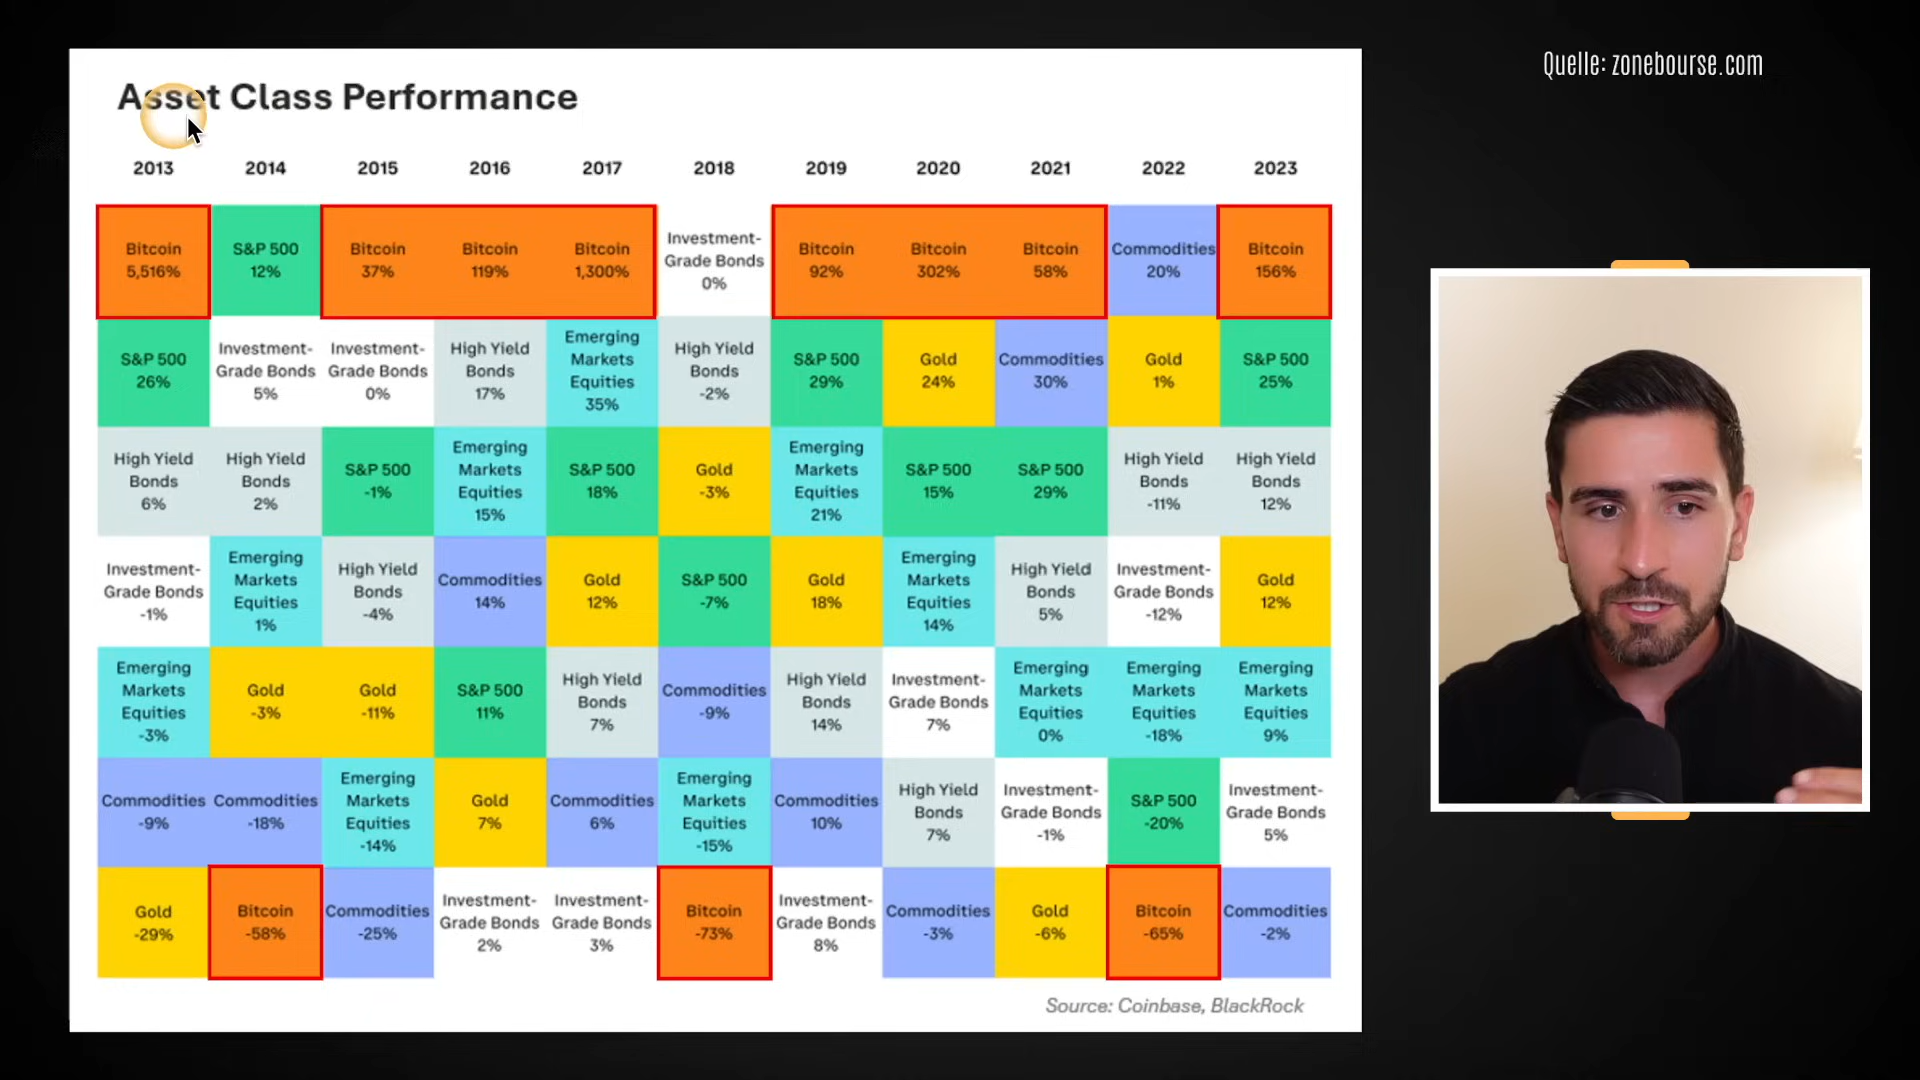 Quelle: zonebourse.com
Asset Class Performance
2013 2014 2015 2016 2017 2018 2019 2020 2021 2022 2023
Bitcoin
5,516%
S&P 500
12%
Bitcoin
37%
Bitcoin
119%
Bitcoin
1,300%
Investment-
Grade Bonds
0%
Bitcoin
92%
Bitcoin
302%
Bitcoin
58%
Commodities
20%
Bitcoin
156%
S&P 500
26%
Investment-
Grade Bonds
5%
Investment-
Grade Bonds
0%
High Yield
Bonds
17%
Emerging
Markets
Equities
35%
High Yield
Bonds
-2%
S&P 500
29%
Gold
24%
Commodities
30%
Gold
1%
S&P 500
25%
High Yield
Bonds
6%
High Yield
Bonds
2%
S&P 500
-1%
Emerging
Markets
Equities
15%
S&P 500
18%
Gold
-3%
Emerging
Markets
Equities
21%
S&P 500
15%
S&P 500
29%
High Yield
Bonds
-11%
High Yield
Bonds
12%
Investment-
Grade Bonds
-1%
Emerging
Markets
Equities
1%
High Yield
Bonds
-4%
Commodities
14%
Gold
12%
S&P 500
-7%
Gold
18%
Emerging
Markets
Equities
14%
High Yield
Bonds
5%
Investment-
Grade Bonds
-12%
Gold
12%
Emerging
Markets
Equities
-3%
Gold
-3%
Gold
-11%
S&P 500
11%
High Yield
Bonds
7%
Commodities
-9%
High Yield
Bonds
14%
Investment-
Grade Bonds
7%
Emerging
Markets
Equities
0%
Emerging
Markets
Equities
-18%
Emerging
Markets
Equities
9%
Commodities
-9%
Commodities
-18%
Emerging
Markets
Equities
-14%
Gold
7%
Commodities
6%
Emerging
Markets
Equities
-15%
Commodities
10%
High Yield
Bonds
7%
Investment-
Grade Bonds
-1%
S&P 500
-20%
Investment-
Grade Bonds
5%
Gold
-29%
Bitcoin
-58%
Commodities
-25%
Investment-
Grade Bonds
2%
Investment-
Grade Bonds
3%
Bitcoin
-73%
Investment-
Grade Bonds
8%
Commodities
-3%
Gold
-6%
Bitcoin
-65%
Commodities
-2%
Source: Coinbase, BlackRock